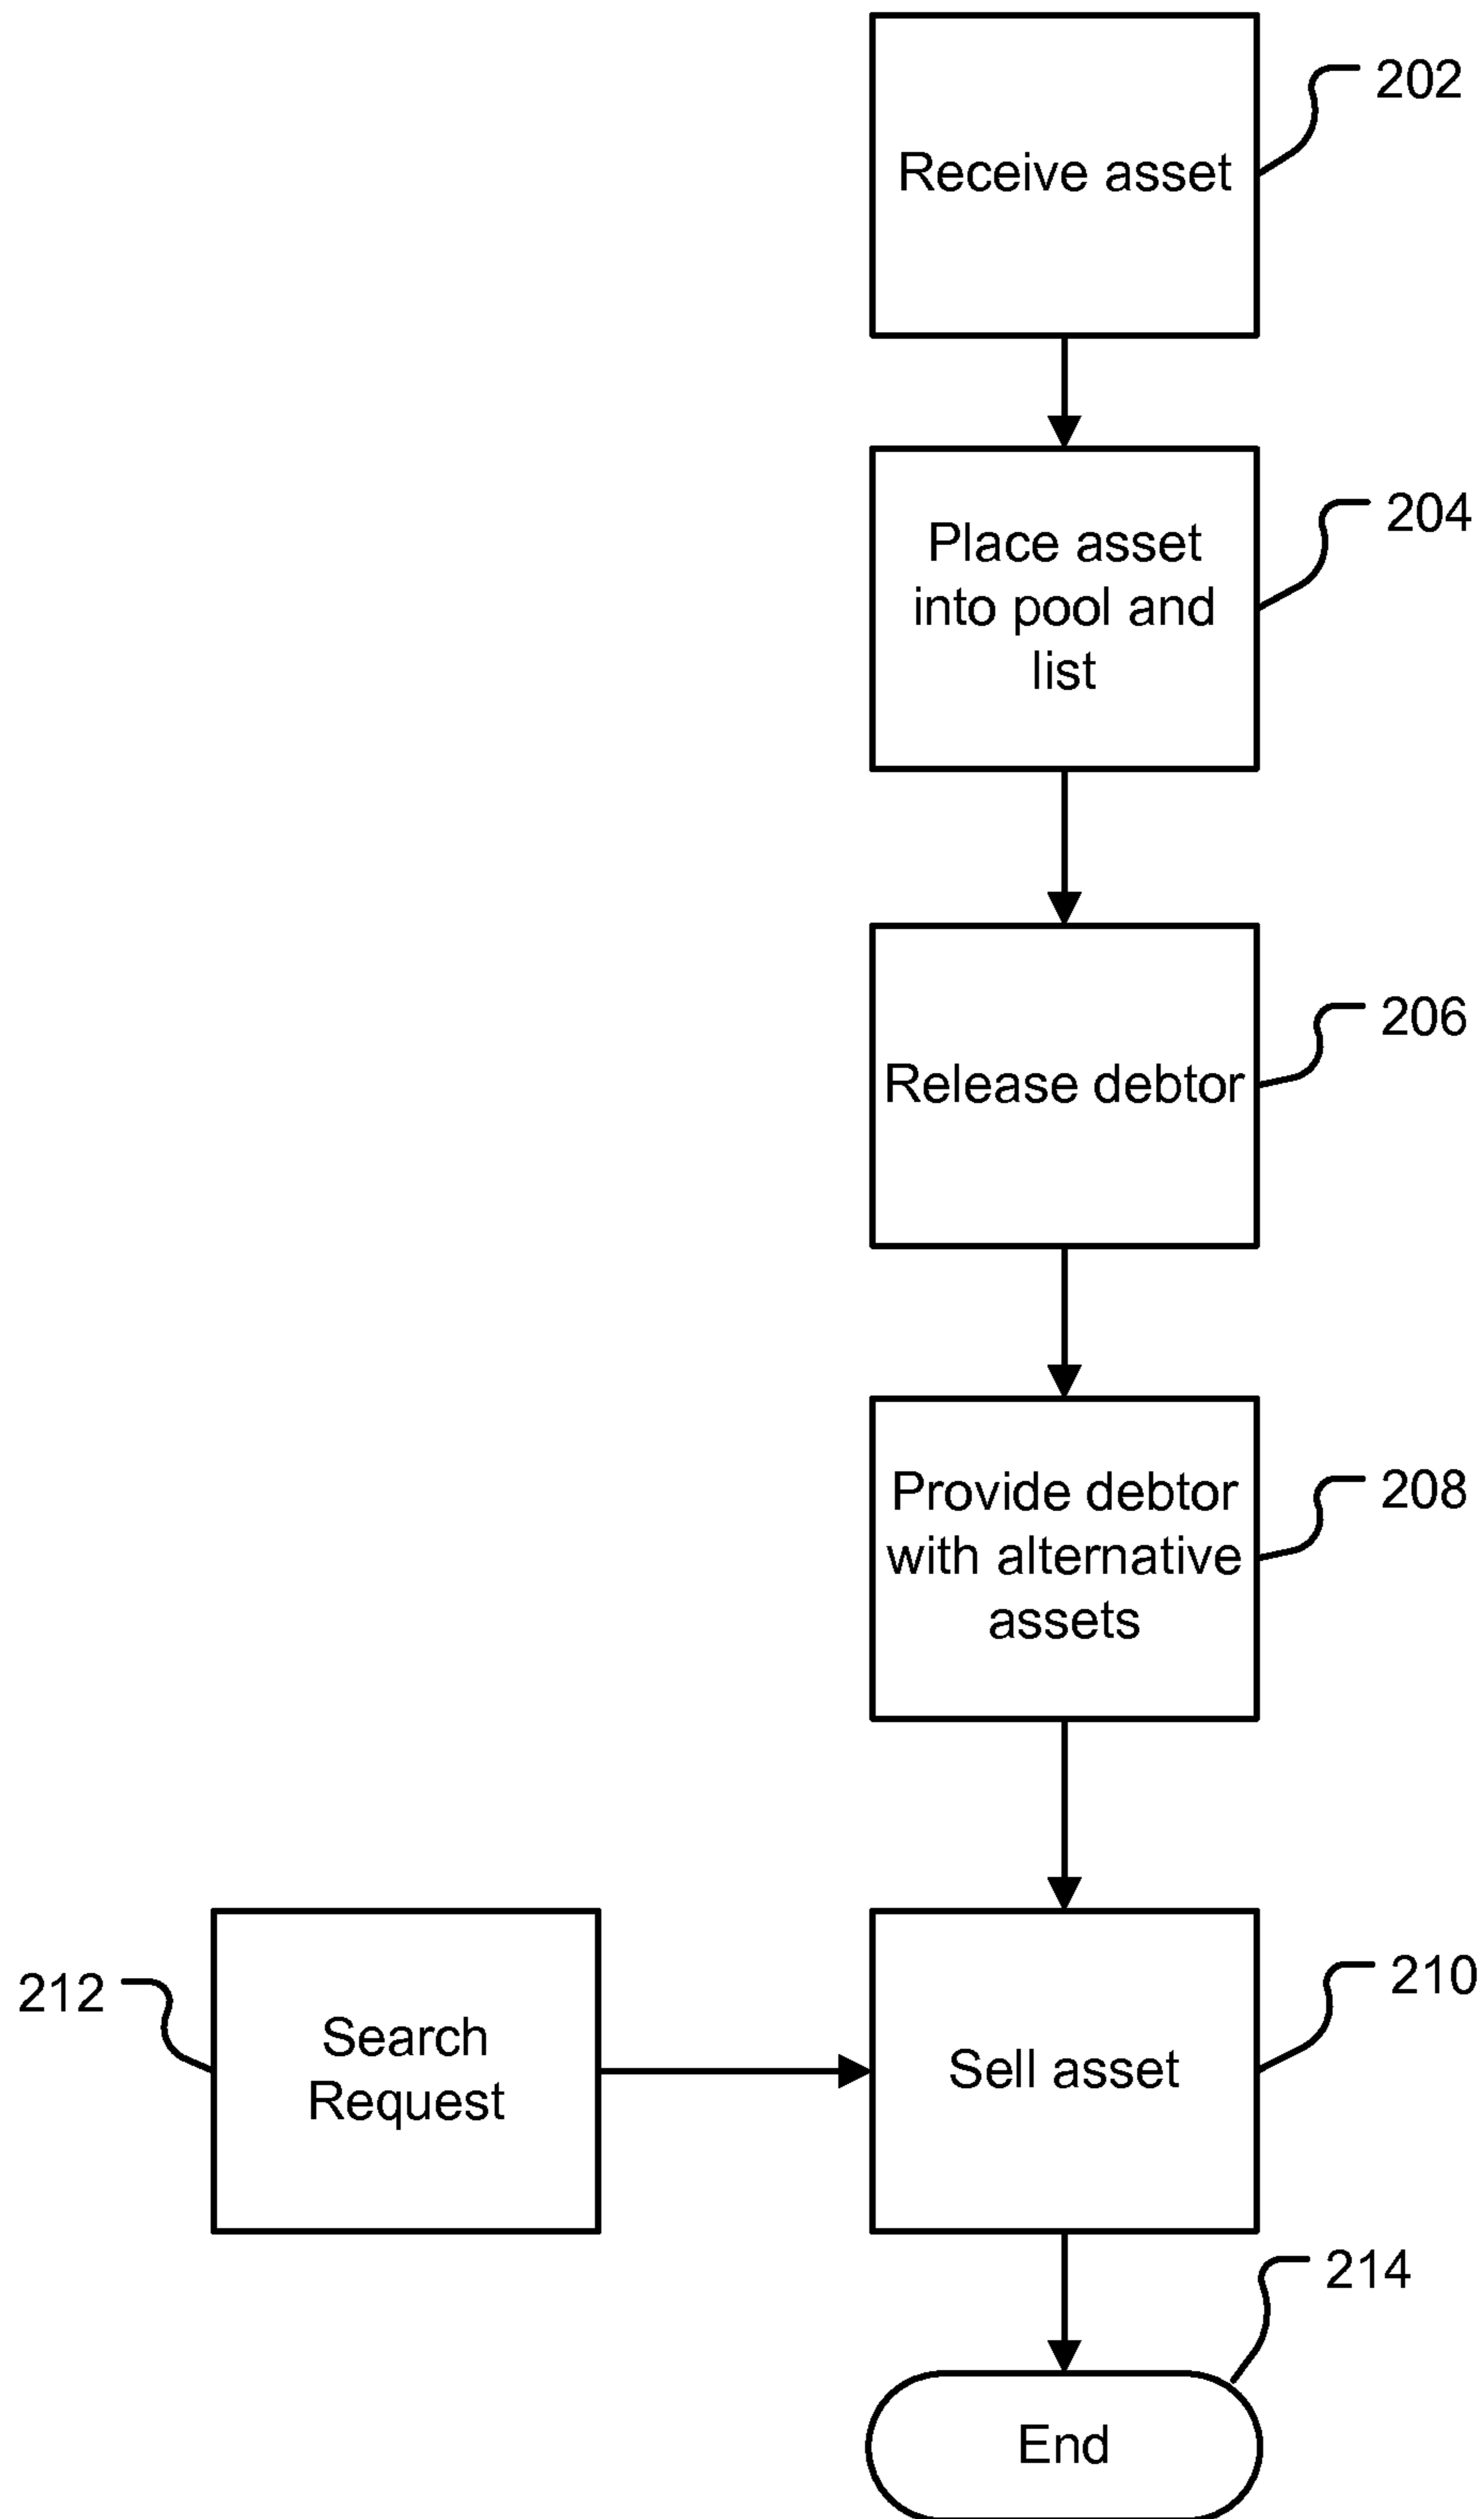 202
Receive asset
204
Place asset
into pool and
list
206
Release debtor
208
Provide debtor
with alternative
assets
212
Search
Request
210
Sell asset
214
End